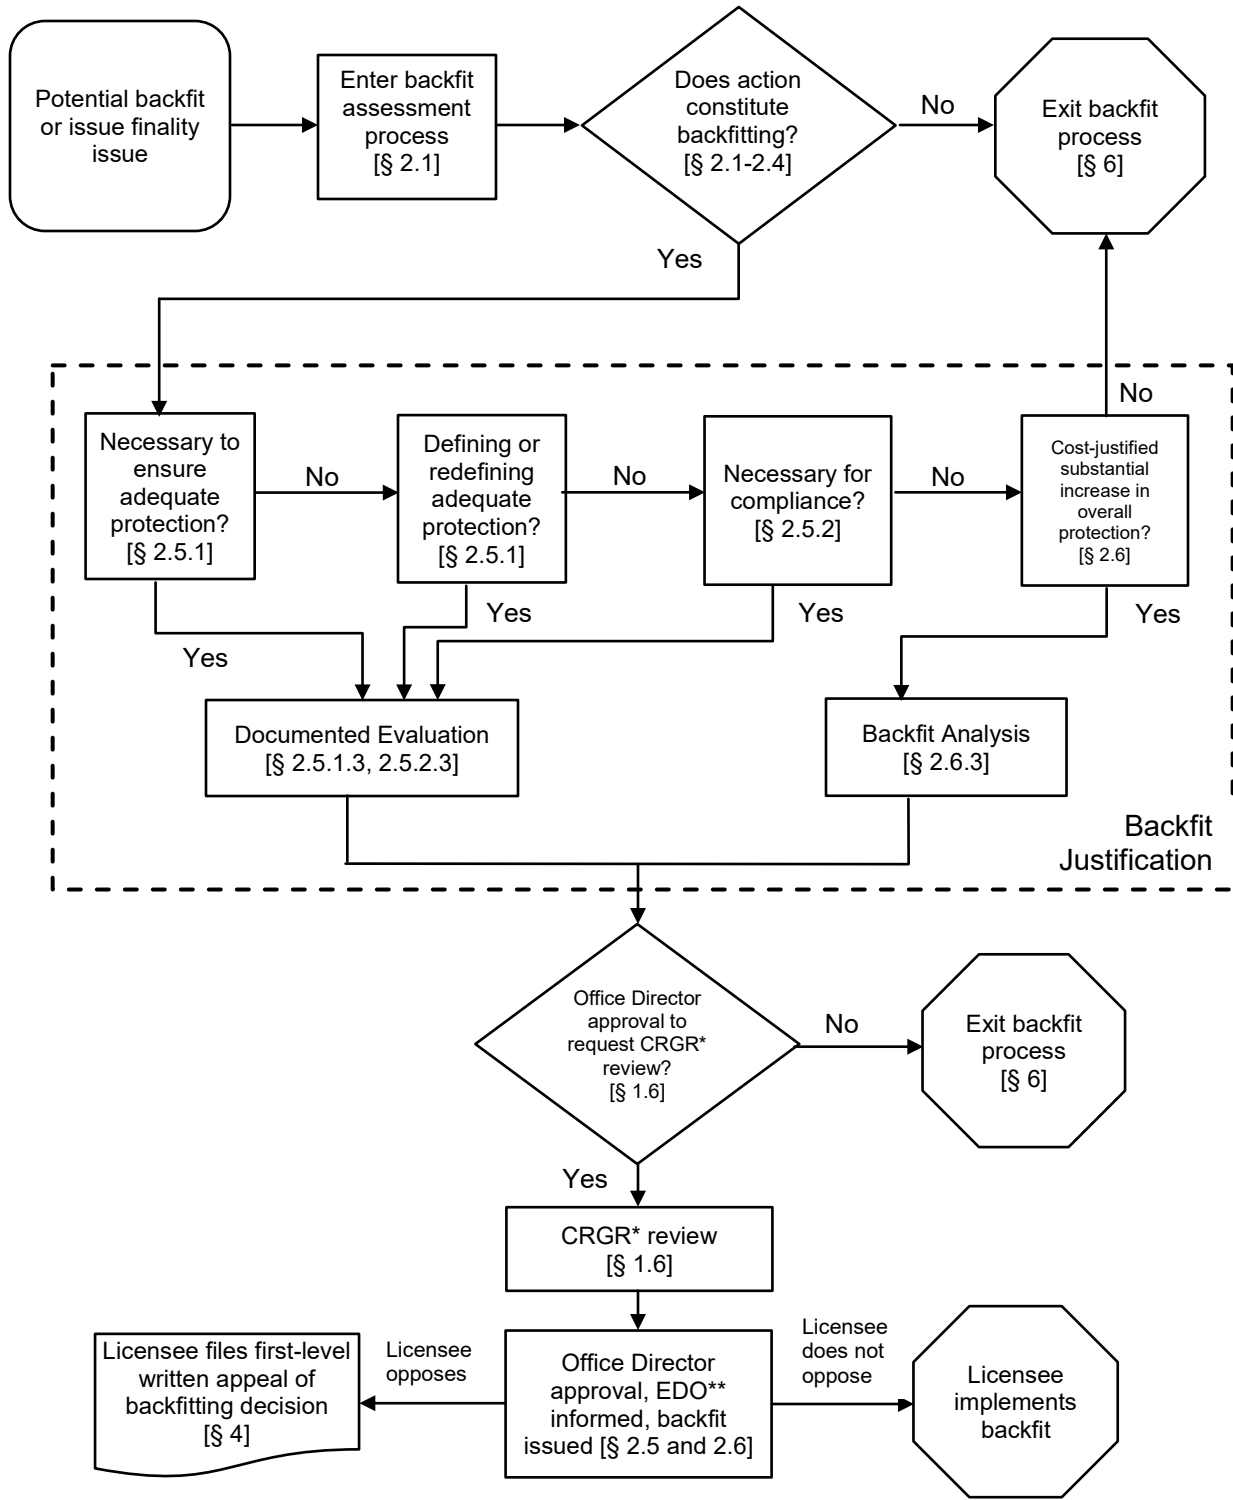 Potential backfit
or issue finality
issue
Enter backfit
assessment
process
[§ 2.1]
Does action
constitute
backfitting?
[§ 2.1-2.4]
No
Exit backfit
process
[§ 6]
Yes
No
Necessary to
ensure
adequate
protection?
[§ 2.5.1]
No
Defining or
redefining
adequate
protection?
[§ 2.5.1]
No
Necessary for
compliance?
[§ 2.5.2]
No
Cost-justified
substantial
increase in
overall
protection?
[§ 2.6]
Yes
Yes
Yes
Yes
Documented Evaluation
[§ 2.5.1.3, 2.5.2.3]
Backfit Analysis
[§ 2.6.3]
Backfit
Justification
Office Director
approval to
request CRGR*
review?
[§ 1.6]
No
Exit backfit
process
[§ 6]
Yes
CRGR* review
[§ 1.6]
Licensee files first-level
written appeal of
backfitting decision
[§ 4]
Licensee
opposes
Office Director
approval, EDO**
informed, backfit
issued [§ 2.5 and 2.6]
Licensee
does not
oppose
Licensee
implements
backfit